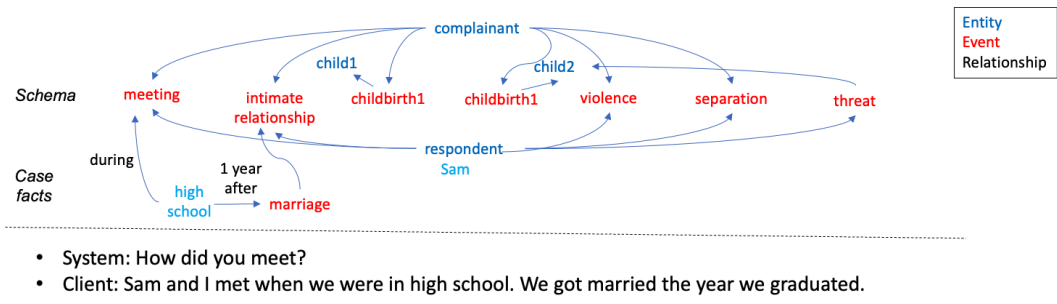 complainant
Entity
Event
Relationship
child1
child2
Schema
meeting
intimate
relationship
childbirth1
childbirth1
violence
separation
threat
respondent
Sam
during
1 year
after
Case
facts
high
school
marriage
• System: How did you meet?
• Client: Sam and I met when we were in high school. We got married the year we graduated.